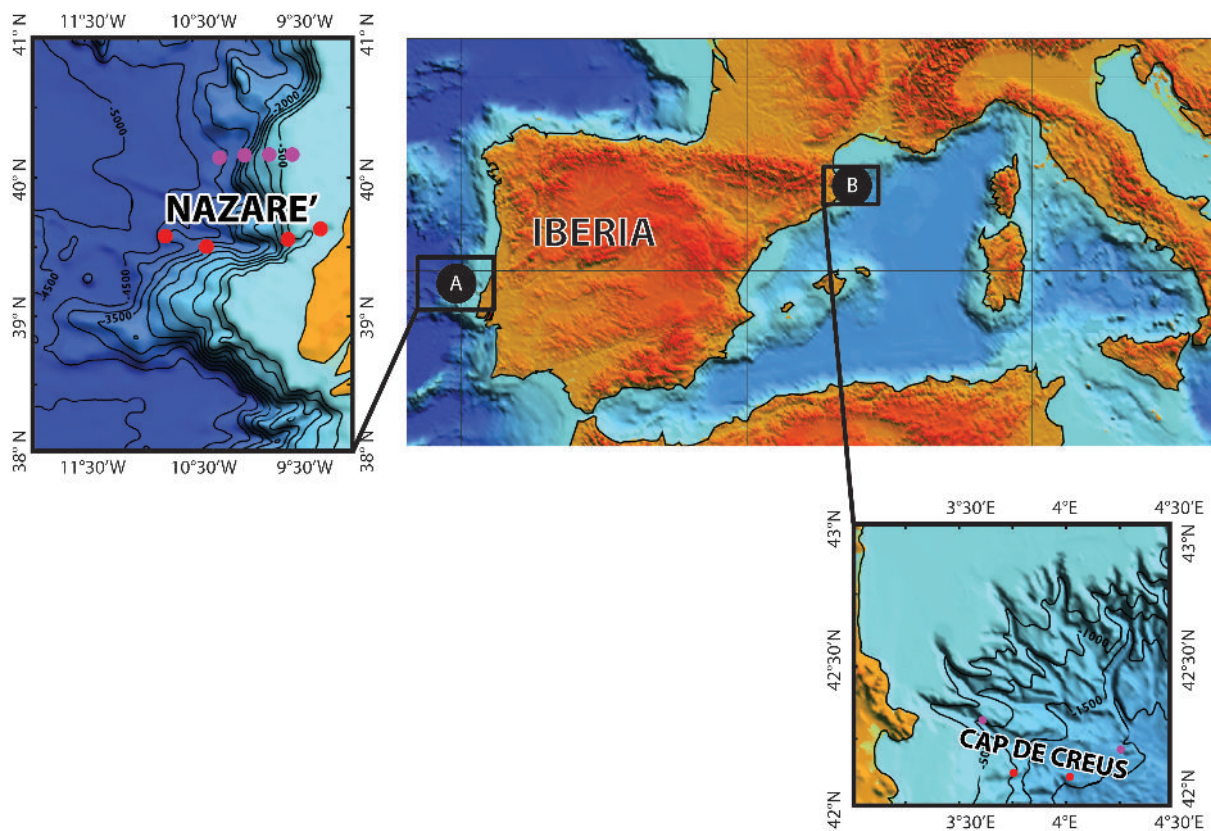 11°30'W 10°30'W 9°30'W
41° N
41° N
-5000
-2000
-500
40° N
40° N
NAZARE'
-4500
-4500
-3500
39° N
39° N
38° N
38° N
11°30'W 10°30'W 9°30'W
IBERIA
A
B
3°30'E 4°E 4°30'E
43°N
43°N
-1000
42°30'N
42°30'N
-1500
CAP DE CREUS
42°N
42°N
3°30'E 4°E 4°30'E